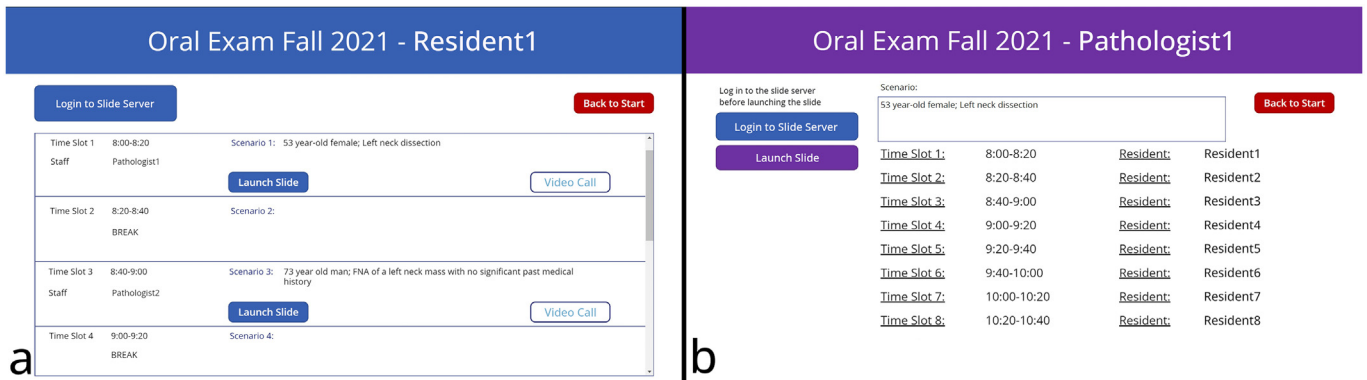 Oral Exam Fall 2021 - Resident1
Login to Slide Server
Back to Start
Time Slot 1 8:00-8:20 Scenario 1: 53 year-old female; Left neck dissection
Staff Pathologist1
Launch Slide Video Call
Time Slot 2 8:20-8:40 Scenario 2:
BREAK
Time Slot 3 8:40-9:00 Scenario 3: 73 year old man; FNA of a left neck mass with no significant past medical
history
Staff Pathologist2
Launch Slide Video Call
Time Slot 4 9:00-9:20 Scenario 4:
BREAK
a
Oral Exam Fall 2021 - Pathologist1
Log in to the slide server
before launching the slide
Login to Slide Server
Launch Slide
Scenario:
53 year-old female; Left neck dissection
Back to Start
Time Slot 1: 8:00-8:20 Resident: Resident1
Time Slot 2: 8:20-8:40 Resident: Resident2
Time Slot 3: 8:40-9:00 Resident: Resident3
Time Slot 4: 9:00-9:20 Resident: Resident4
Time Slot 5: 9:20-9:40 Resident: Resident5
Time Slot 6: 9:40-10:00 Resident: Resident6
Time Slot 7: 10:00-10:20 Resident: Resident7
Time Slot 8: 10:20-10:40 Resident: Resident8
b